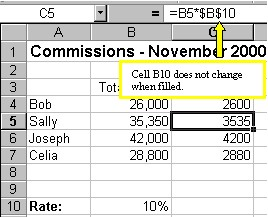 C5 = =B5*$B$10
A B C
1 Commissions - November 2000
2
Cell B10 does not change
when filled.
3
4 Bob 26,000 2600
5 Sally 35,350 3535
6 Joseph 42,000 4200
7 Celia 28,800 2880
8
9
10 Rate: 10%